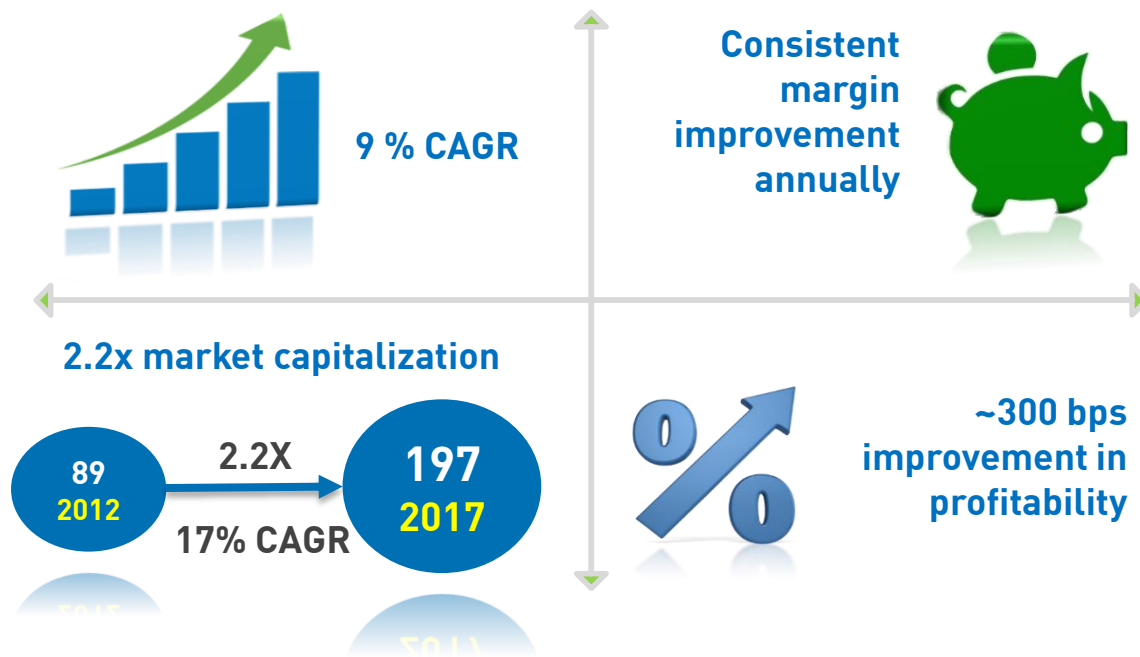 9 % CAGR
Consistent
margin
improvement
annually
2.2x market capitalization
89
2012
2.2X
17% CAGR
197
2017
~300 bps
improvement in
profitability